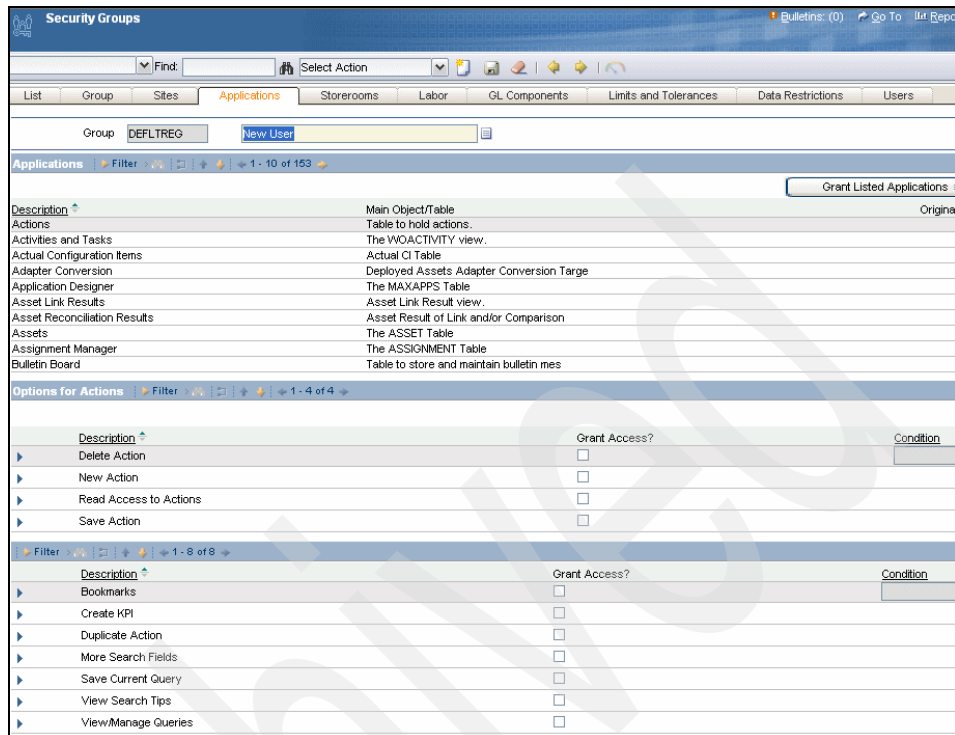 Security Groups
Bulletins: (0) Go To Repo
Find: Select Action
List Group Sites Applications Storerooms Labor GL Components Limits and Tolerances Data Restrictions Users
Group DEFLTREG New User
Applications Filter 1 - 10 of 153
Grant Listed Applications
Description Main Object/Table Origina
Actions Table to hold actions.
Activities and Tasks The WOACTIVITY view.
Actual Configuration Items Actual CI Table
Adapter Conversion Deployed Assets Adapter Conversion Targe
Application Designer The MAXAPPS Table
Asset Link Results Asset Link Result view.
Asset Reconciliation Results Asset Result of Link and/or Comparison
Assets The ASSET Table
Assignment Manager The ASSIGNMENT Table
Bulletin Board Table to store and maintain bulletin mes
Options for Actions Filter 1 - 4 of 4
Description Grant Access? Condition
Delete Action
New Action
Read Access to Actions
Save Action
Filter 1 - 8 of 8
Description Grant Access? Condition
Bookmarks
Create KPI
Duplicate Action
More Search Fields
Save Current Query
View Search Tips
View/Manage Queries